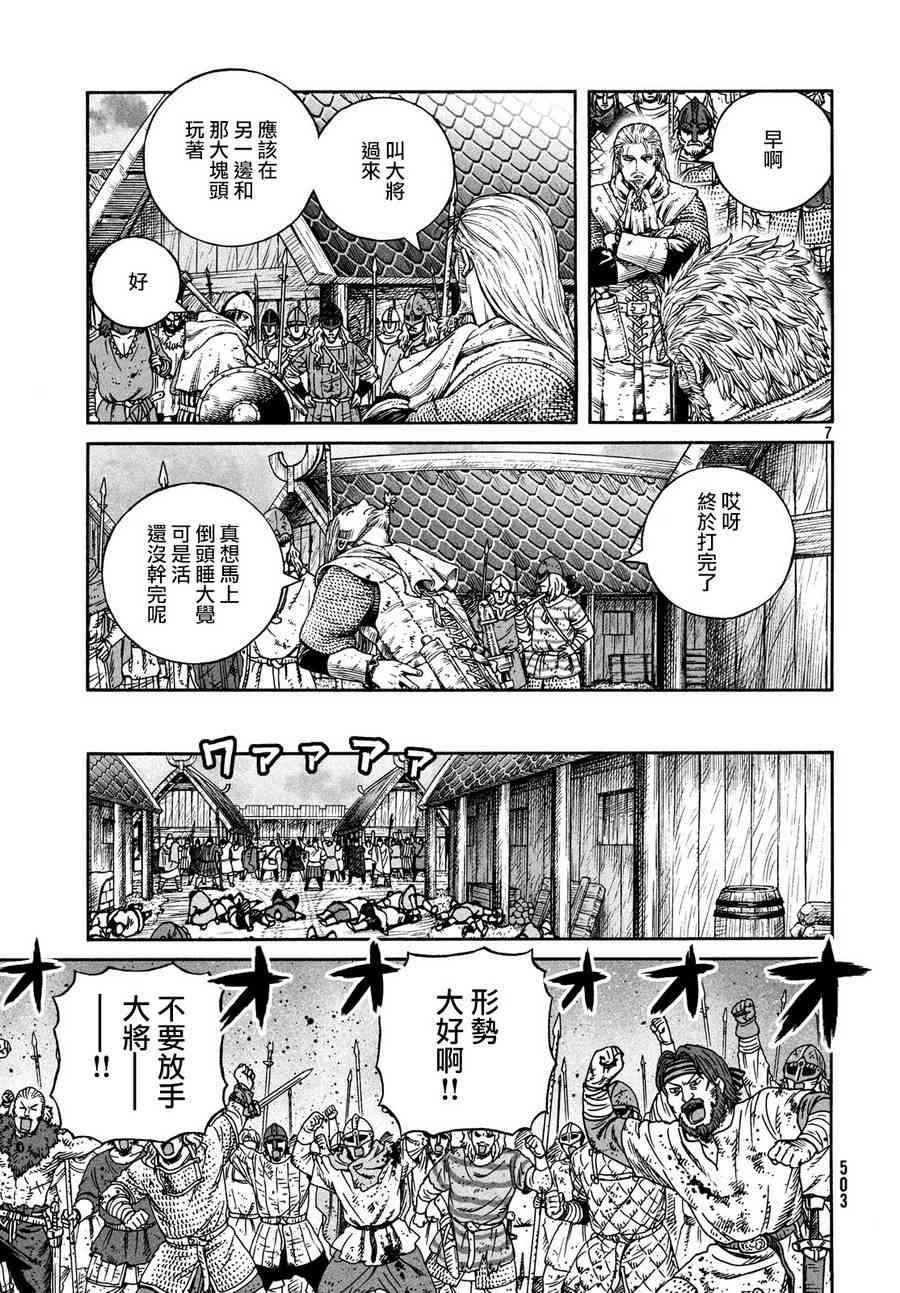 早啊
叫大將
過來
應該在
另一邊和
那大塊頭
玩著
好
7
哎呀
終於打完了
真想馬上
倒頭睡大覺
可是活
還沒幹完呢
ワァァァァ
オオオオオ
形勢
大好啊!!
不要放手
大將——
——!!
503